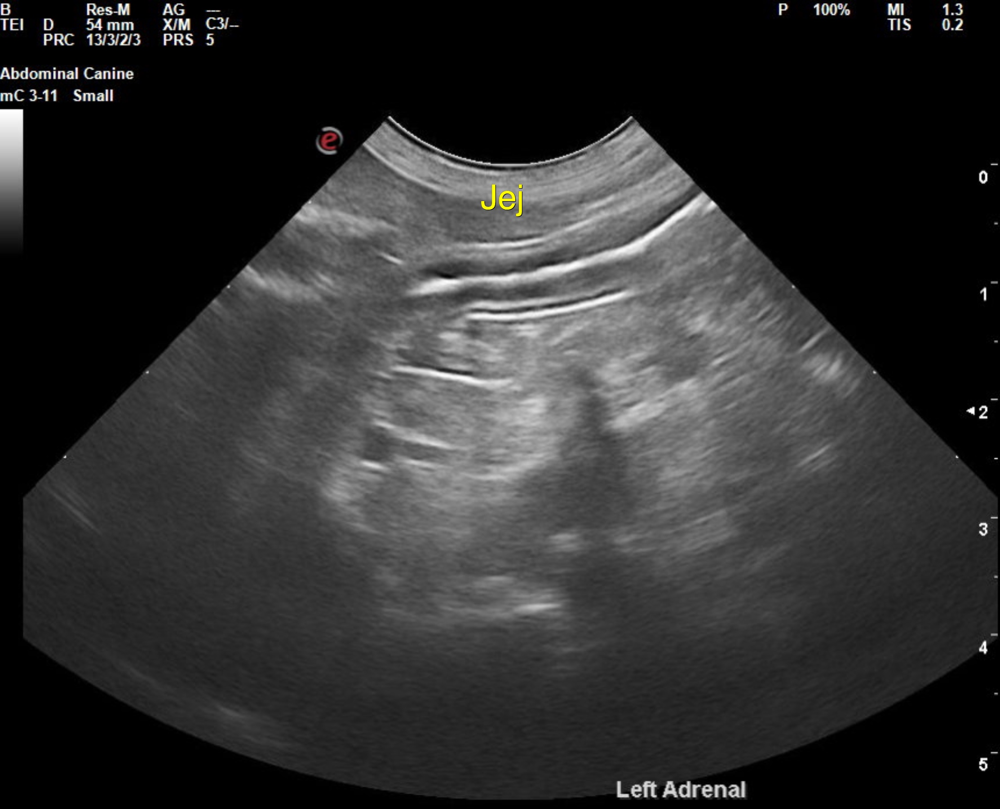 B Res-M AG --- P 100% MI 1.3
TEI D 54 mm X/M C3/-- TIS 0.2
PRC 13/3/2/3 PRS 5
Abdominal Canine
mC 3-11 Small
e
Jej
0
1
2
3
4
5
Left Adrenal